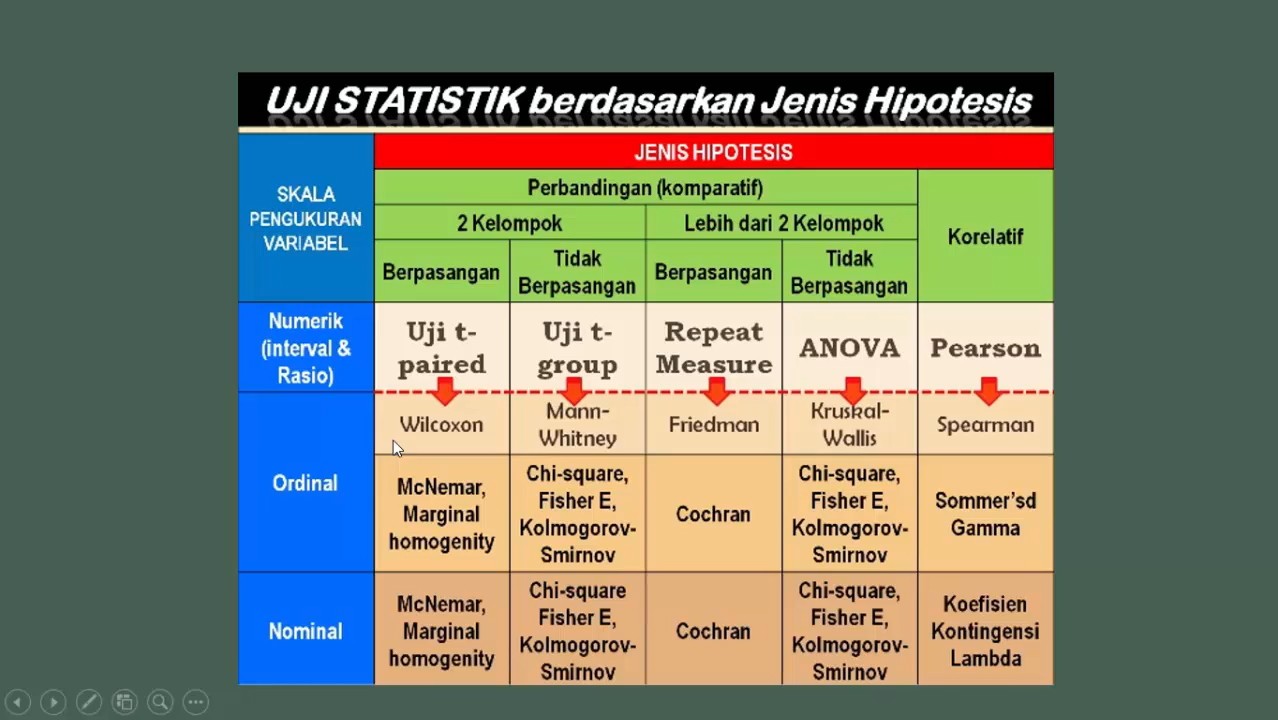 UJI STATISTIK berdasarkan Jenis Hipotesis
SKALA
PENGUKURAN
VARIABEL
JENIS HIPOTESIS
Perbandingan (komparatif)
Korelatif
2 Kelompok
Lebih dari 2 Kelompok
Berpasangan
Tidak
Berpasangan
Berpasangan
Tidak
Berpasangan
Numerik
(interval &
Rasio)
Uji t-
paired
Uji t-
group
Repeat
Measure
ANOVA
Pearson
Ordinal
Wilcoxon
Mann-
Whitney
Friedman
Kruskal-
Wallis
Spearman
McNemar,
Marginal
homogenity
Chi-square,
Fisher E,
Kolmogorov-
Smirnov
Cochran
Chi-square,
Fisher E,
Kolmogorov-
Smirnov
Sommer'sd
Gamma
Nominal
McNemar,
Marginal
homogenity
Chi-square
Fisher E,
Kolmogorov-
Smirnov
Cochran
Chi-square,
Fisher E,
Kolmogorov-
Smirnov
Koefisien
Kontingensi
Lambda